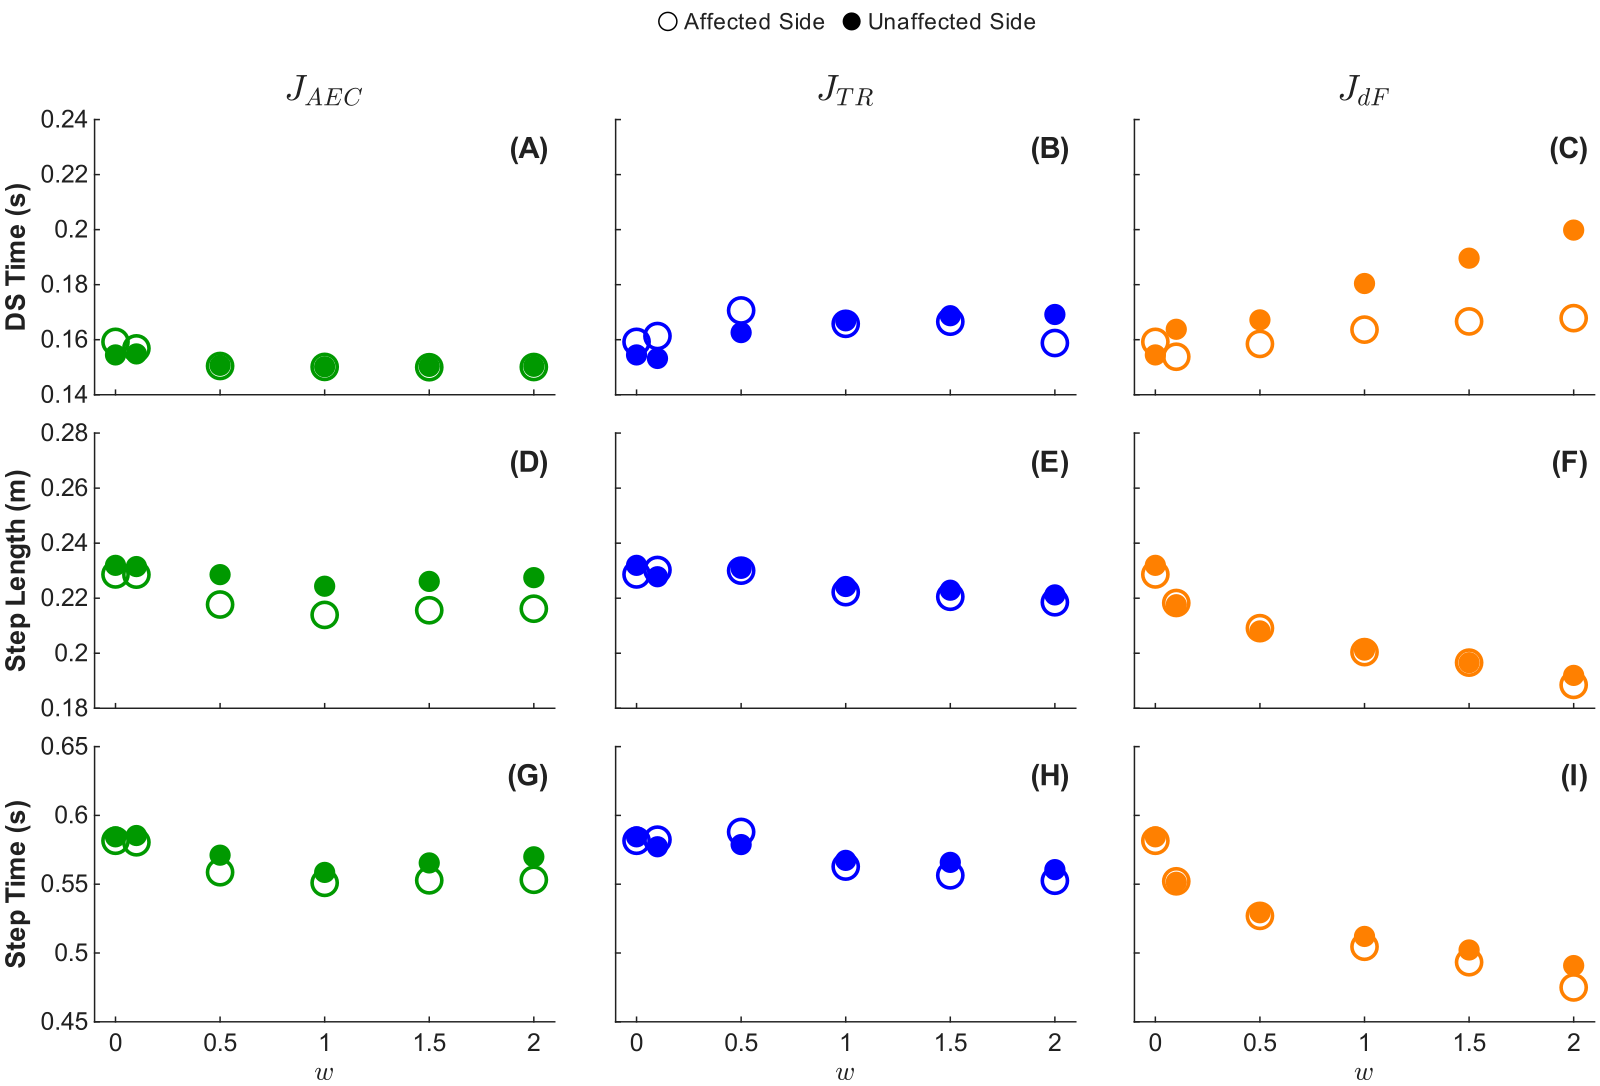 Affected Side Unaffected Side
J_AEC J_TR J_dF
0.24
(A) (B) (C)
0.22
0.2
0.18
0.16
0.14
DS Time (s)
0.28
(D) (E) (F)
0.26
0.24
0.22
0.2
0.18
Step Length (m)
0.65
(G) (H) (I)
0.6
0.55
0.5
0.45
Step Time (s)
0 0.5 1 1.5 2 0 0.5 1 1.5 2 0 0.5 1 1.5 2
w w w